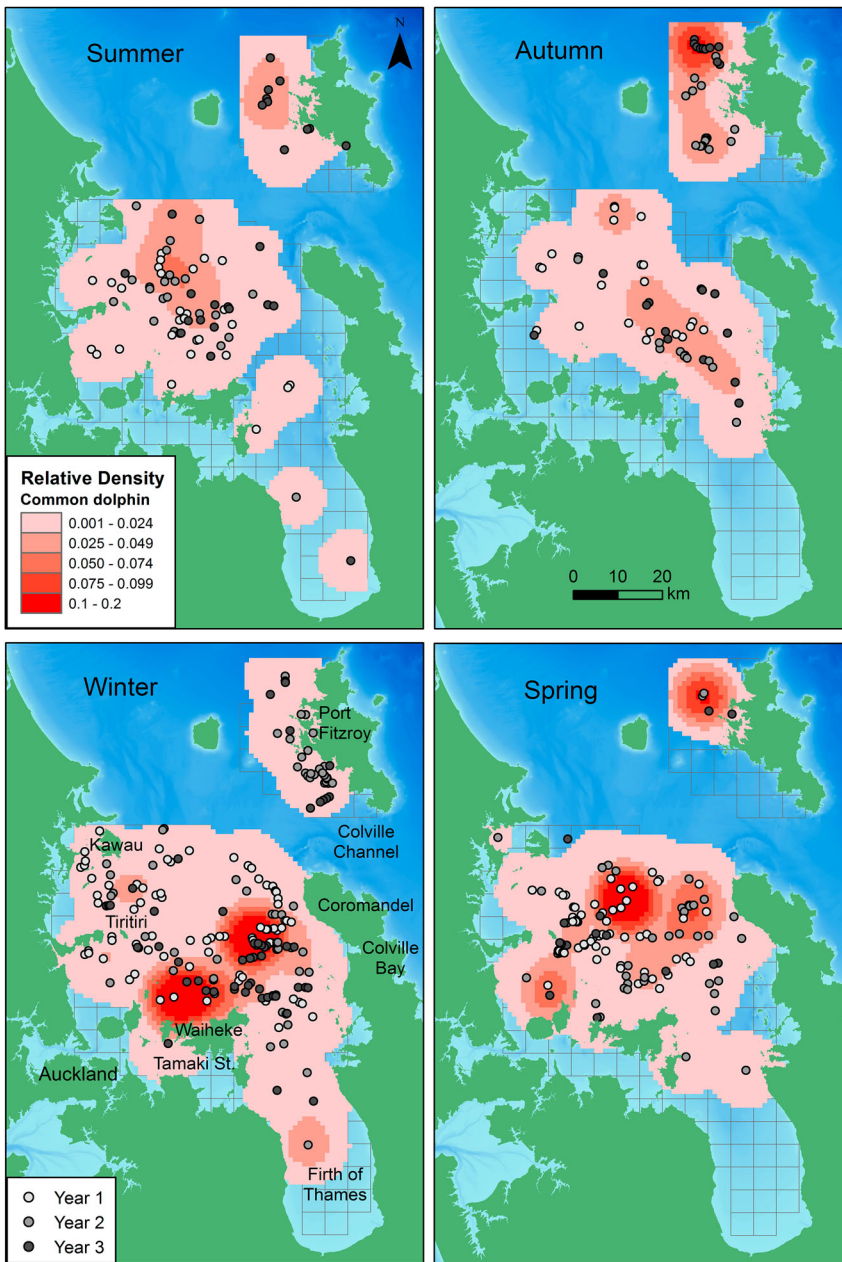 Summer
N
Autumn
Relative Density
Common dolphin
0.001 - 0.024
0.025 - 0.049
0.050 - 0.074
0.075 - 0.099
0.1 - 0.2
0 10 20
km
Winter
Port
Fitzroy
Colville
Channel
Kawau
Coromandel
Tiritiri
Colville
Bay
Waiheke
Tamaki St.
Auckland
Firth of
Thames
Year 1
Year 2
Year 3
Spring